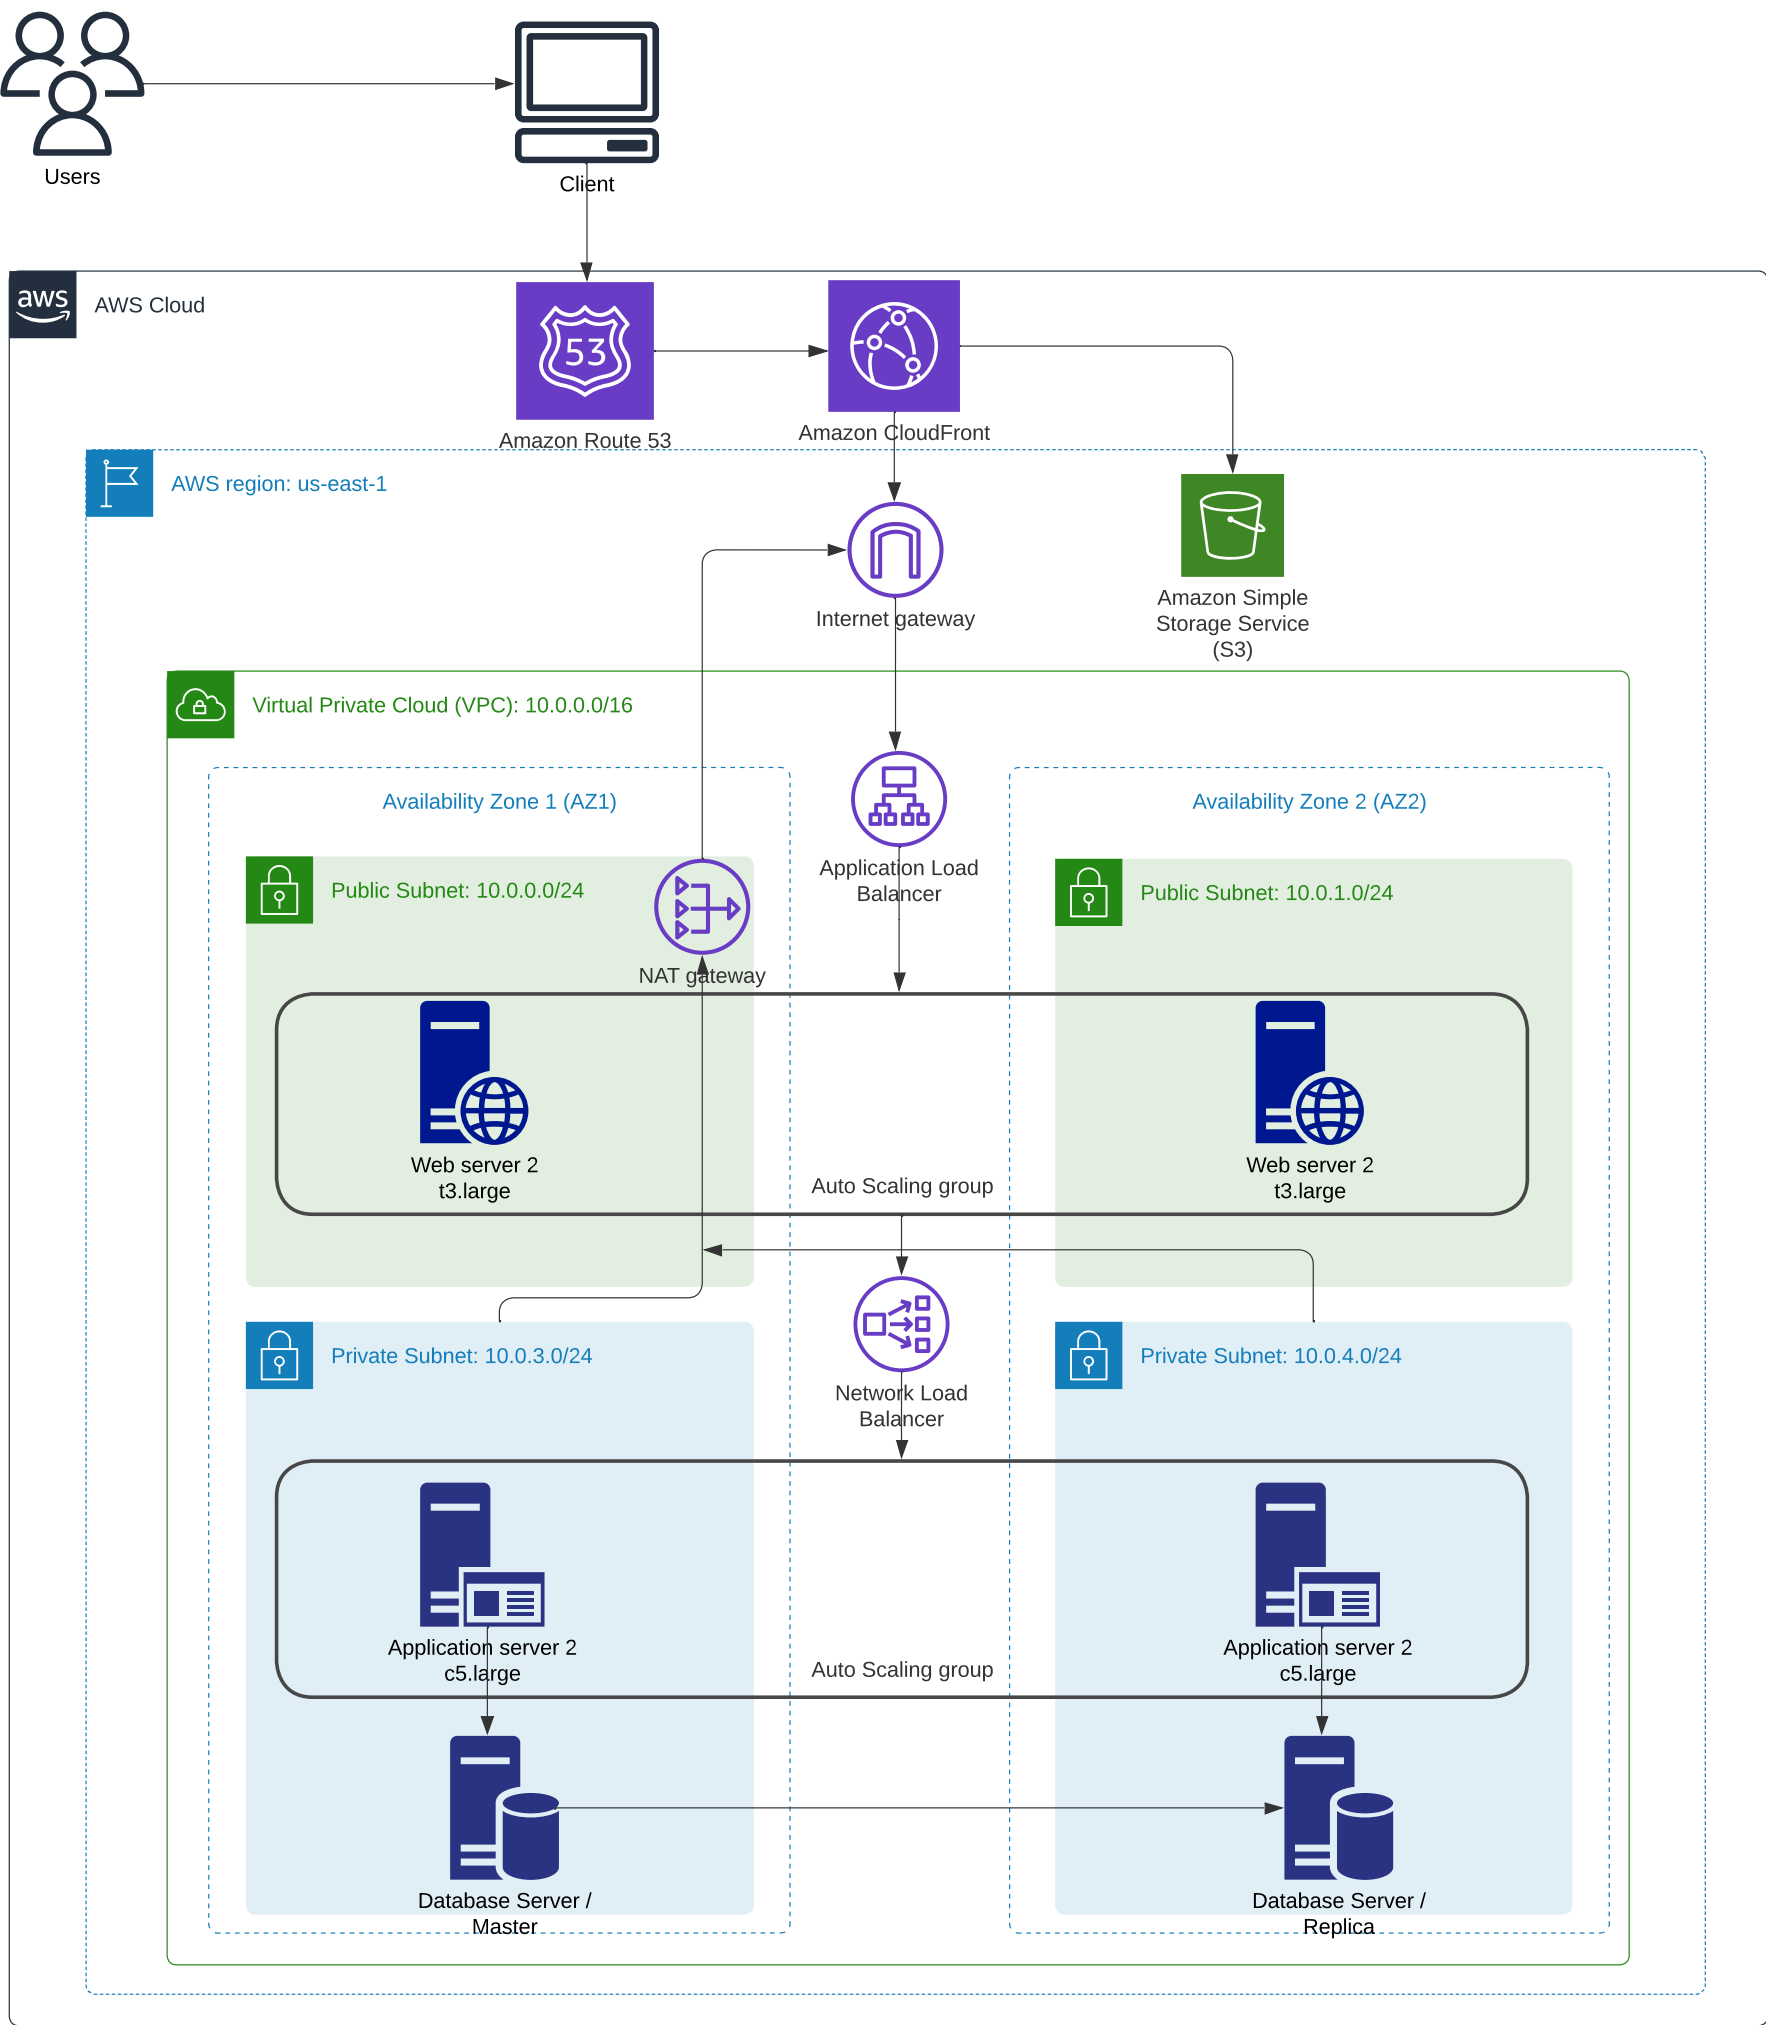 Users
Client
aws
AWS Cloud
53
Amazon Route 53
Amazon CloudFront
AWS region: us-east-1
Internet gateway
Amazon Simple
Storage Service
(S3)
Virtual Private Cloud (VPC): 10.0.0.0/16
Availability Zone 1 (AZ1)
Availability Zone 2 (AZ2)
Application Load
Balancer
Public Subnet: 10.0.0.0/24
Public Subnet: 10.0.1.0/24
NAT gateway
Web server 2
t3.large
Web server 2
t3.large
Auto Scaling group
Private Subnet: 10.0.3.0/24
Private Subnet: 10.0.4.0/24
Network Load
Balancer
Application server 2
c5.large
Application server 2
c5.large
Auto Scaling group
Database Server /
Master
Database Server /
Replica